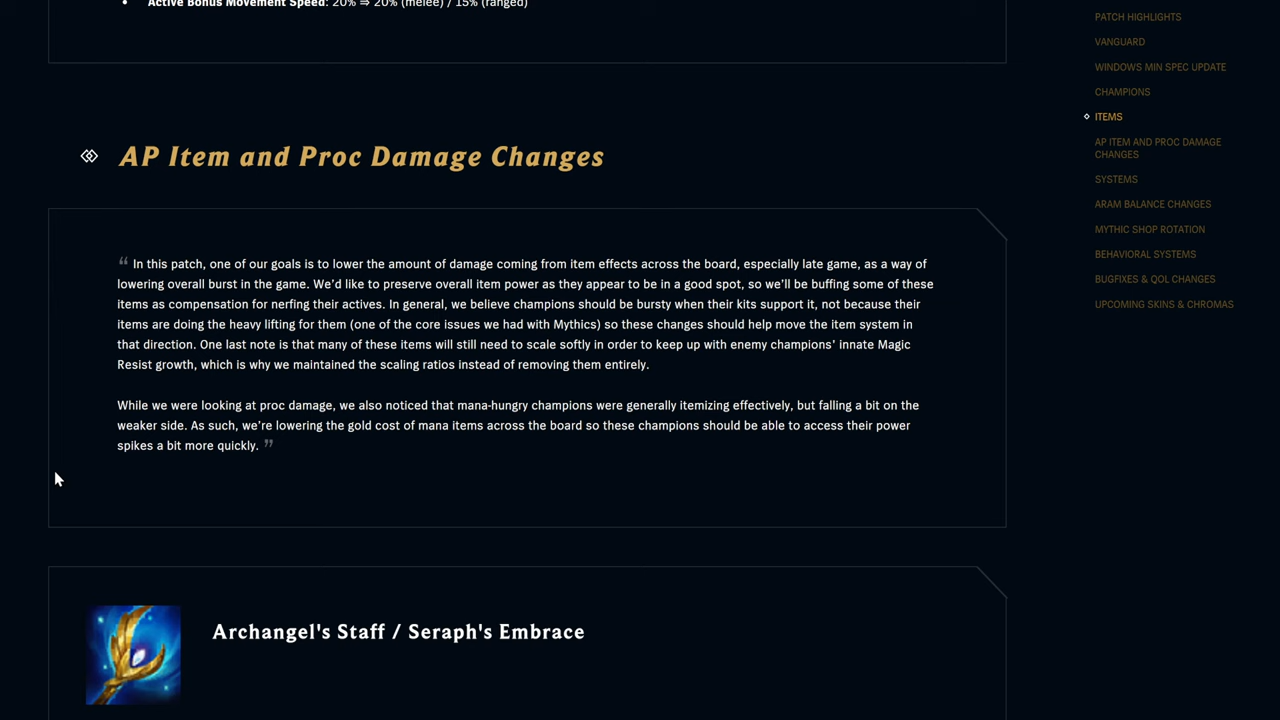 Active Bonus Movement Speed: 20% ⇒ 20% (melee) / 15% (ranged)
AP Item and Proc Damage Changes
“ In this patch, one of our goals is to lower the amount of damage coming from item effects across the board, especially late game, as a way of
lowering overall burst in the game. We’d like to preserve overall item power as they appear to be in a good spot, so we’ll be buffing some of these
items as compensation for nerfing their actives. In general, we believe champions should be bursty when their kits support it, not because their
items are doing the heavy lifting for them (one of the core issues we had with Mythics) so these changes should help move the item system in
that direction. One last note is that many of these items will still need to scale softly in order to keep up with enemy champions’ innate Magic
Resist growth, which is why we maintained the scaling ratios instead of removing them entirely.
While we were looking at proc damage, we also noticed that mana-hungry champions were generally itemizing effectively, but falling a bit on the
weaker side. As such, we’re lowering the gold cost of mana items across the board so these champions should be able to access their power
spikes a bit more quickly. ”
Archangel's Staff / Seraph's Embrace
PATCH HIGHLIGHTS
VANGUARD
WINDOWS MIN SPEC UPDATE
CHAMPIONS
ITEMS
AP ITEM AND PROC DAMAGE
CHANGES
SYSTEMS
ARAM BALANCE CHANGES
MYTHIC SHOP ROTATION
BEHAVIORAL SYSTEMS
BUGFIXES & QOL CHANGES
UPCOMING SKINS & CHROMAS